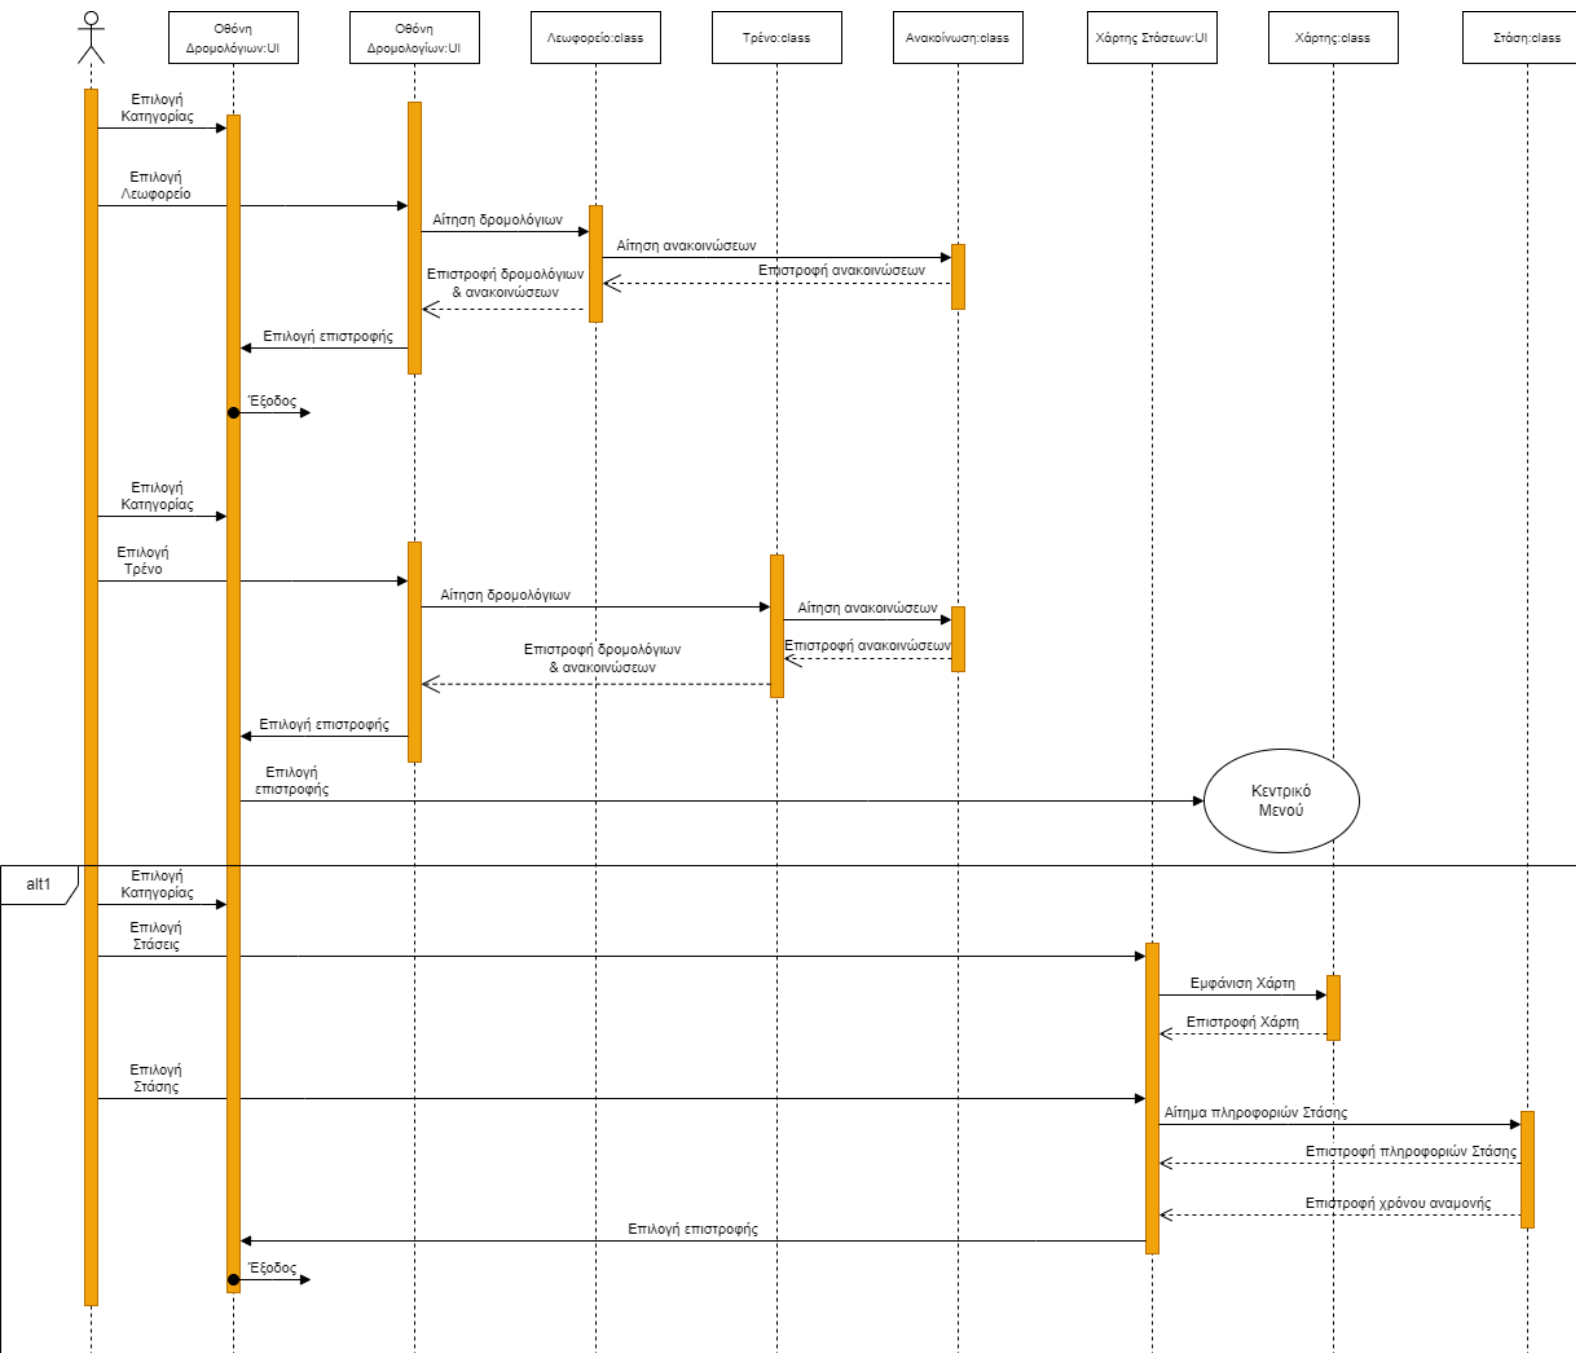 Οθόνη
Δρομολόγιων:UI
Οθόνη
Δρομολογίων:UI
Λεωφορείο:class
Τρένο:class
Ανακοίνωση:class
Χάρτης Στάσεων:UI
Χάρτης:class
Στάση:class
Επιλογή
Κατηγορίας
Επιλογή
Λεωφορείο
Αίτηση δρομολόγιων
Αίτηση ανακοινώσεων
Επιστροφή ανακοινώσεων
Επιστροφή δρομολόγιων
& ανακοινώσεων
Επιλογή επιστροφής
Έξοδος
Επιλογή
Κατηγορίας
Επιλογή
Τρένο
Αίτηση δρομολόγιων
Αίτηση ανακοινώσεων
Επιστροφή ανακοινώσεων
Επιστροφή δρομολόγιων
& ανακοινώσεων
Επιλογή επιστροφής
Επιλογή
επιστροφής
Κεντρικό
Μενού
alt1
Επιλογή
Κατηγορίας
Επιλογή
Στάσεις
Εμφάνιση Χάρτη
Επιστροφή Χάρτη
Επιλογή
Στάσης
Αίτημα πληροφοριών Στάσης
Επιστροφή πληροφοριών Στάσης
Επιστροφή χρόνου αναμονής
Επιλογή επιστροφής
Έξοδος